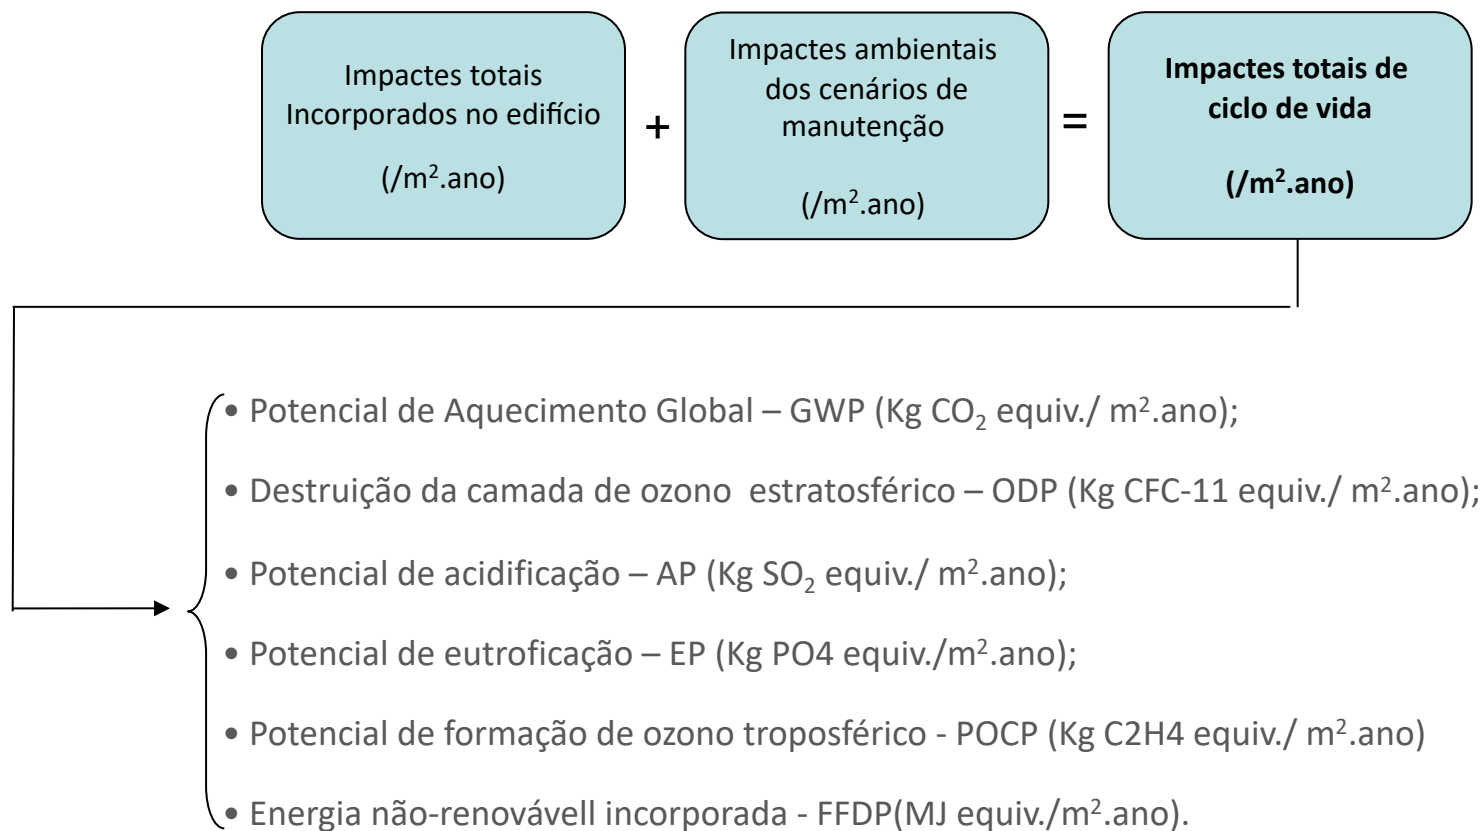 Impactes totais
Incorporados no edifício
(/m².ano)
+
Impactes ambientais
dos cenários de
manutenção
(/m².ano)
=
Impactes totais de
ciclo de vida
(/m².ano)
• Potencial de Aquecimento Global – GWP (Kg CO₂ equiv./ m².ano);
• Destruição da camada de ozono  estratosférico – ODP (Kg CFC-11 equiv./ m².ano);
• Potencial de acidificação – AP (Kg SO₂ equiv./ m².ano);
• Potencial de eutroficação – EP (Kg PO4 equiv./m².ano);
• Potencial de formação de ozono troposférico - POCP (Kg C2H4 equiv./ m².ano)
• Energia não-renovávell incorporada - FFDP(MJ equiv./m².ano).